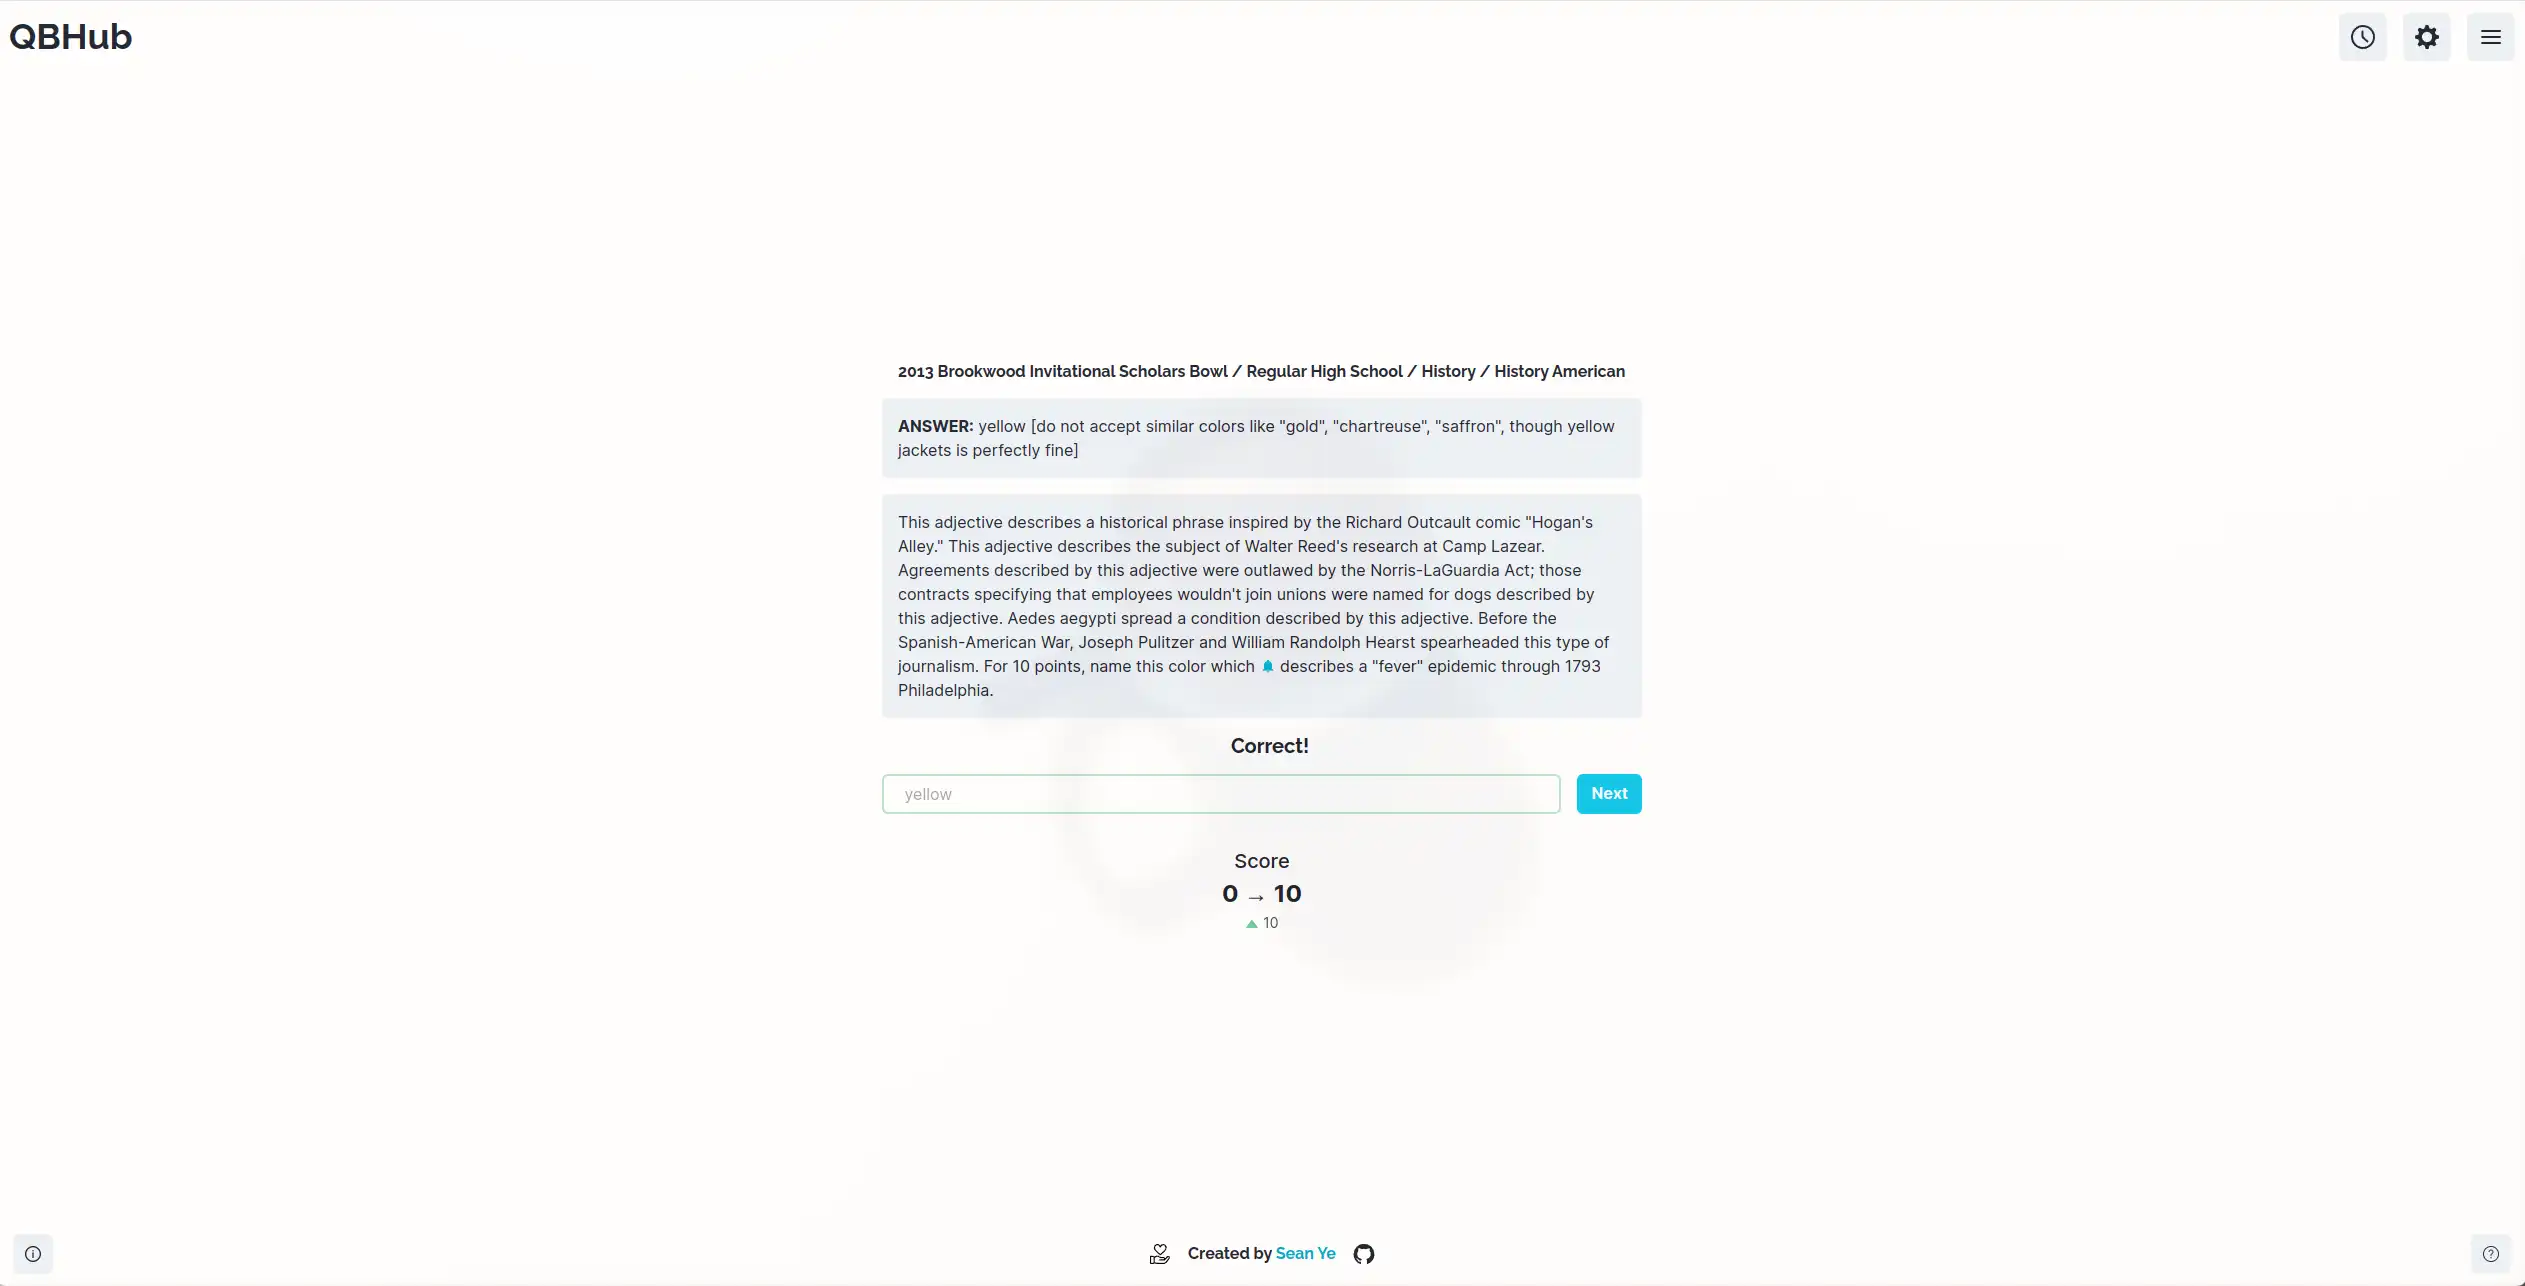 QBHub
2013 Brookwood Invitational Scholars Bowl / Regular High School / History / History American
ANSWER: yellow [do not accept similar colors like "gold", "chartreuse", "saffron", though yellow
jackets is perfectly fine]
This adjective describes a historical phrase inspired by the Richard Outcault comic "Hogan's
Alley." This adjective describes the subject of Walter Reed's research at Camp Lazear.
Agreements described by this adjective were outlawed by the Norris-LaGuardia Act; those
contracts specifying that employees wouldn't join unions were named for dogs described by
this adjective. Aedes aegypti spread a condition described by this adjective. Before the
Spanish-American War, Joseph Pulitzer and William Randolph Hearst spearheaded this type of
journalism. For 10 points, name this color which describes a "fever" epidemic through 1793
Philadelphia.
Correct!
yellow
Next
Score
0 → 10
10
Created by Sean Ye